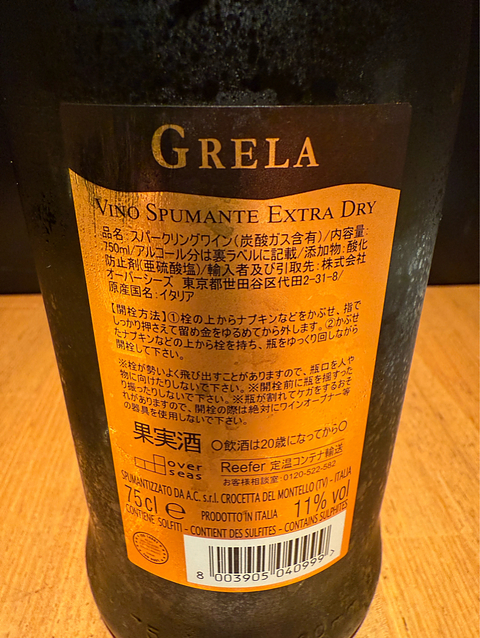 GRELA
VINO SPUMANTE EXTRA DRY
品名:スパークリングワイン(炭酸ガス含有)/内容量:
750ml/アルコール分は裏ラベルに記載/添加物:酸化
防止剤(亜硫酸塩)/輸入者及び引取先:株式会社
オーバーシーズ 東京都世田谷区代田2-31-8/
原産国名:イタリア
【開栓方法】①栓の上からナプキンなどをかぶせ、指で
しっかり押さえて留め金をゆるめてから外します。②かぶせ
たナプキンなどの上から栓を持ち、瓶をゆっくり回しながら
開栓して下さい。
※栓が勢いよく飛び出すことがありますので、瓶口を人や
物に向けたりしないで下さい。※開栓前に瓶を揺すった
り振ったりしないで下さい。※瓶が割れてケガをするおそ
れがありますので、開栓の際は絶対にワインオープナー等
の器具を使用しないで下さい。
果実酒 〇飲酒は20歳になってから〇
over seas
Reefer 定温コンテナ輸送
お客様相談室:0120-522-582
SPUMANTIZZATO DA A.C. s.r.l. CROCETTA DEL MONTELLO (TV) - ITALIA
75cl e PRODOTTO IN ITALIA 11% vol
CONTIENE SOLFITI - CONTIENT DES SULFITES - CONTAINS SULPHITES
8 003905 040999 >